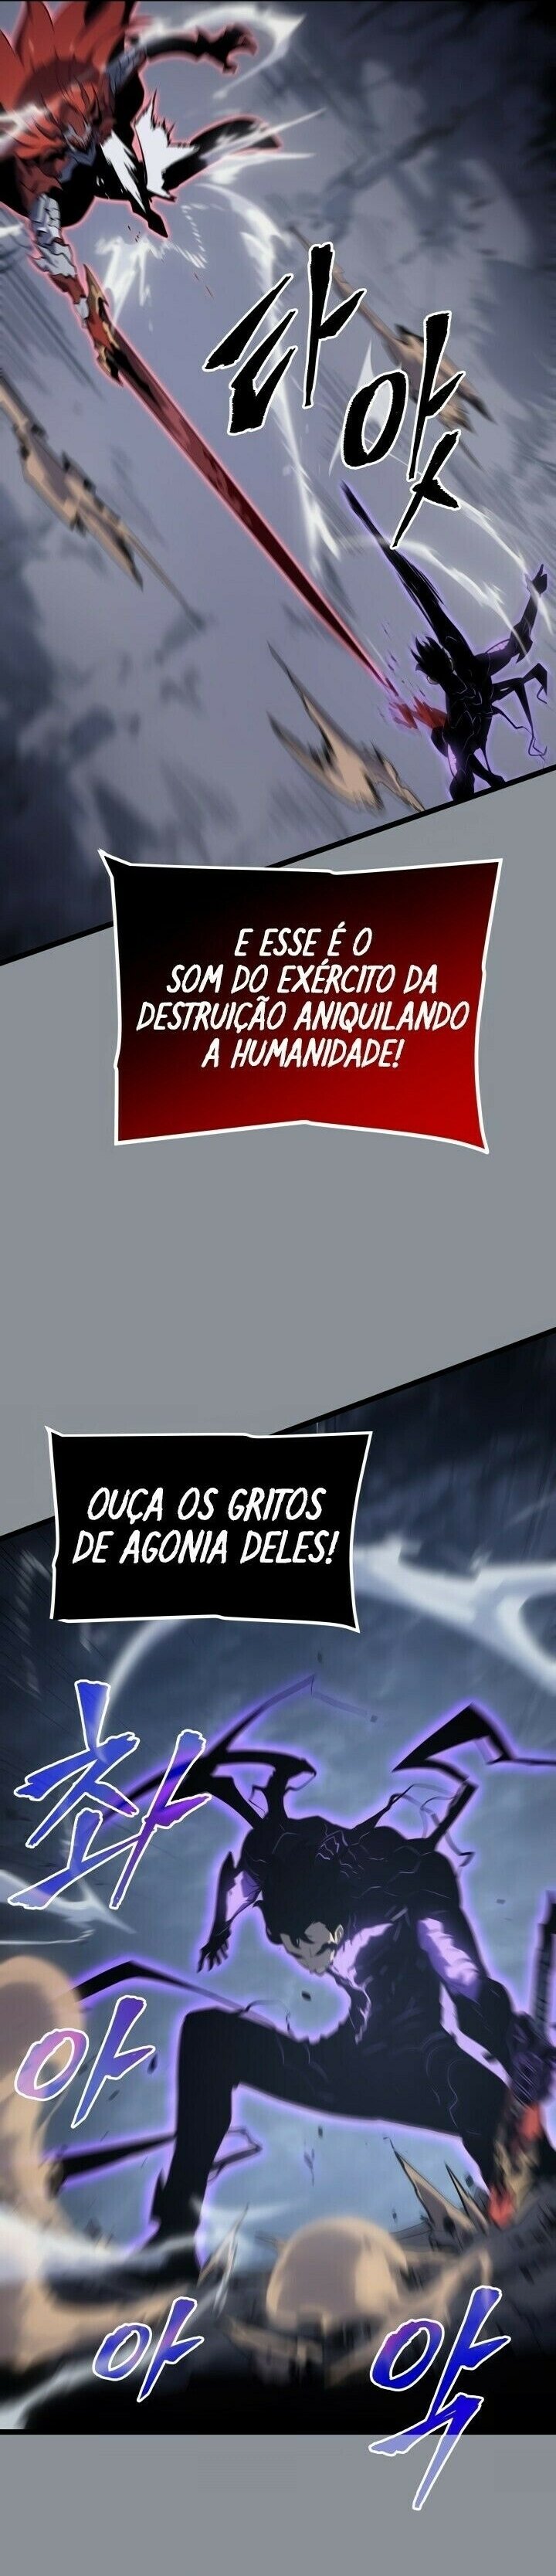 타
앗
E ESSE É O
SOM DO EXÉRCITO DA
DESTRUIÇÃO ANIQUILANDO
A HUMANIDADE!
OUÇA OS GRITOS
DE AGONIA DELES!
촤
아
아
악